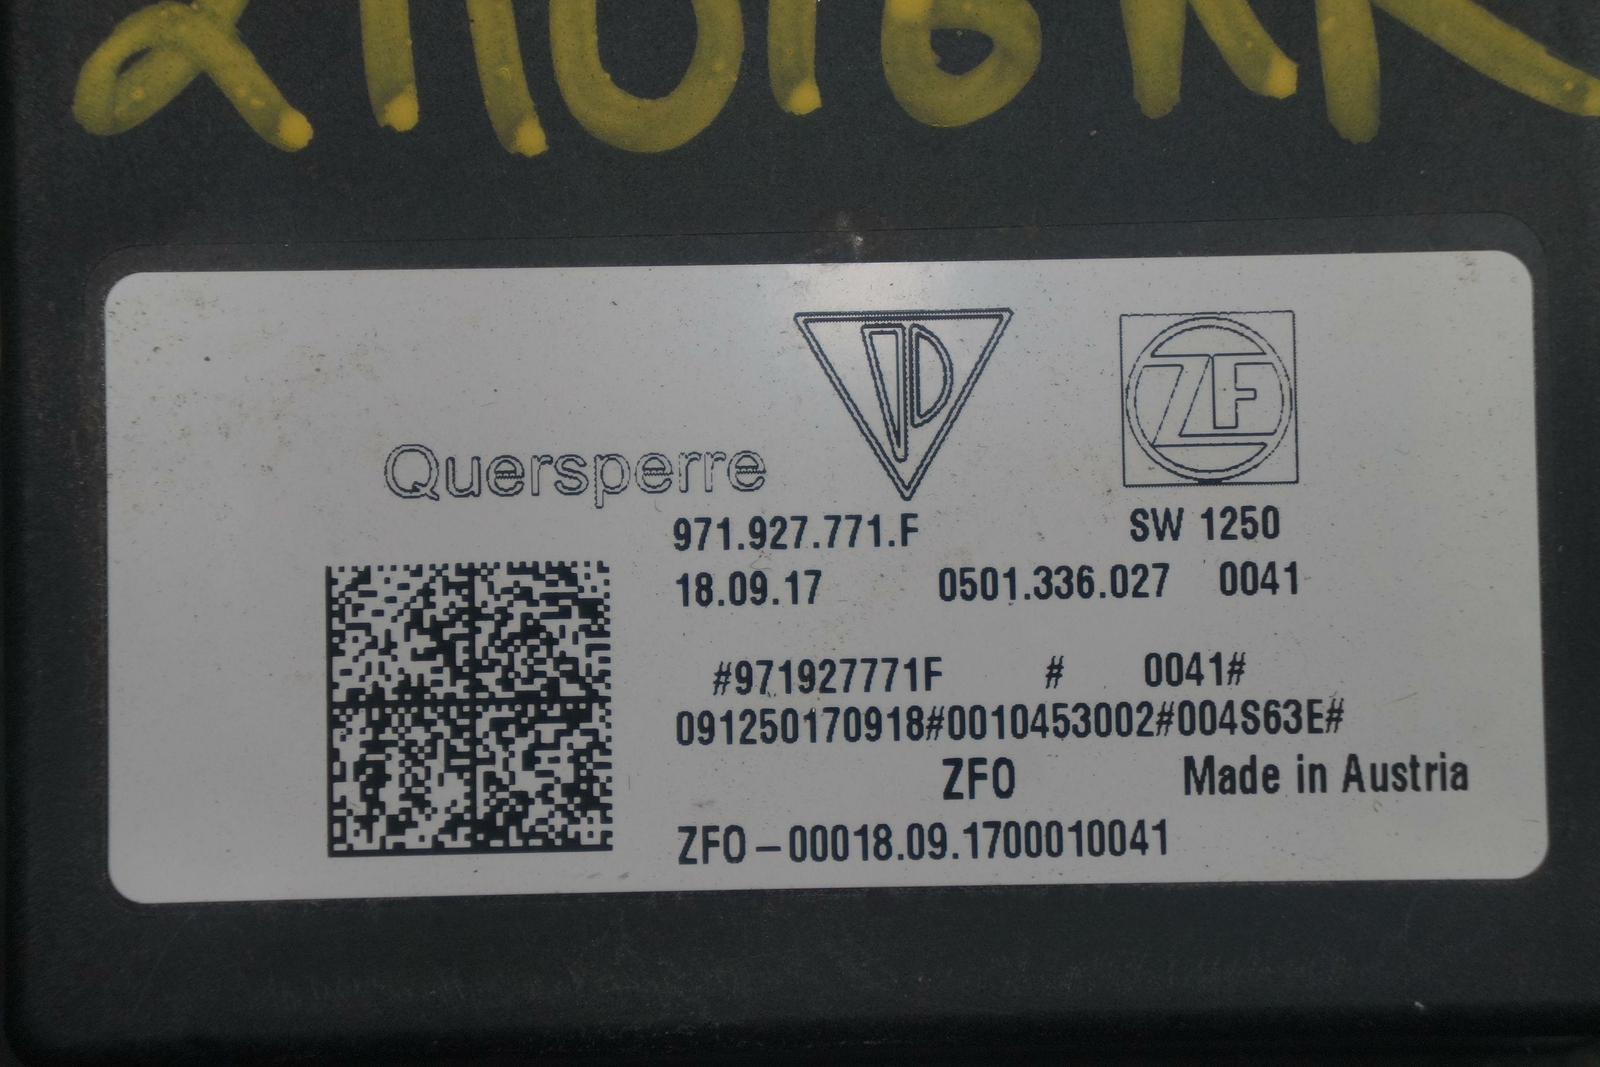 Quersperre
ZF
971.927.771.F SW 1250
18.09.17 0501.336.027 0041
#971927771F # 0041#
091250170918#0010453002#004S63E#
ZFO Made in Austria
ZFO-00018.09.1700010041